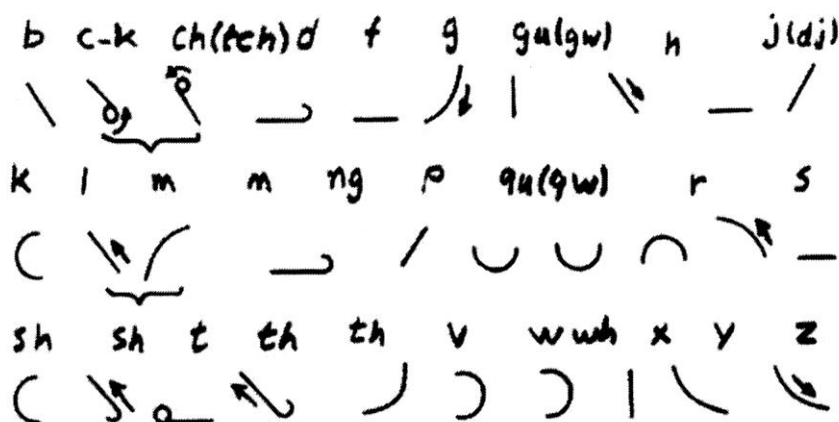 b c-k ch(tch) d f g gu(gw) h j(dj)
k l m m ng p qu(qw) r s
sh sh t th th v w wh x y z